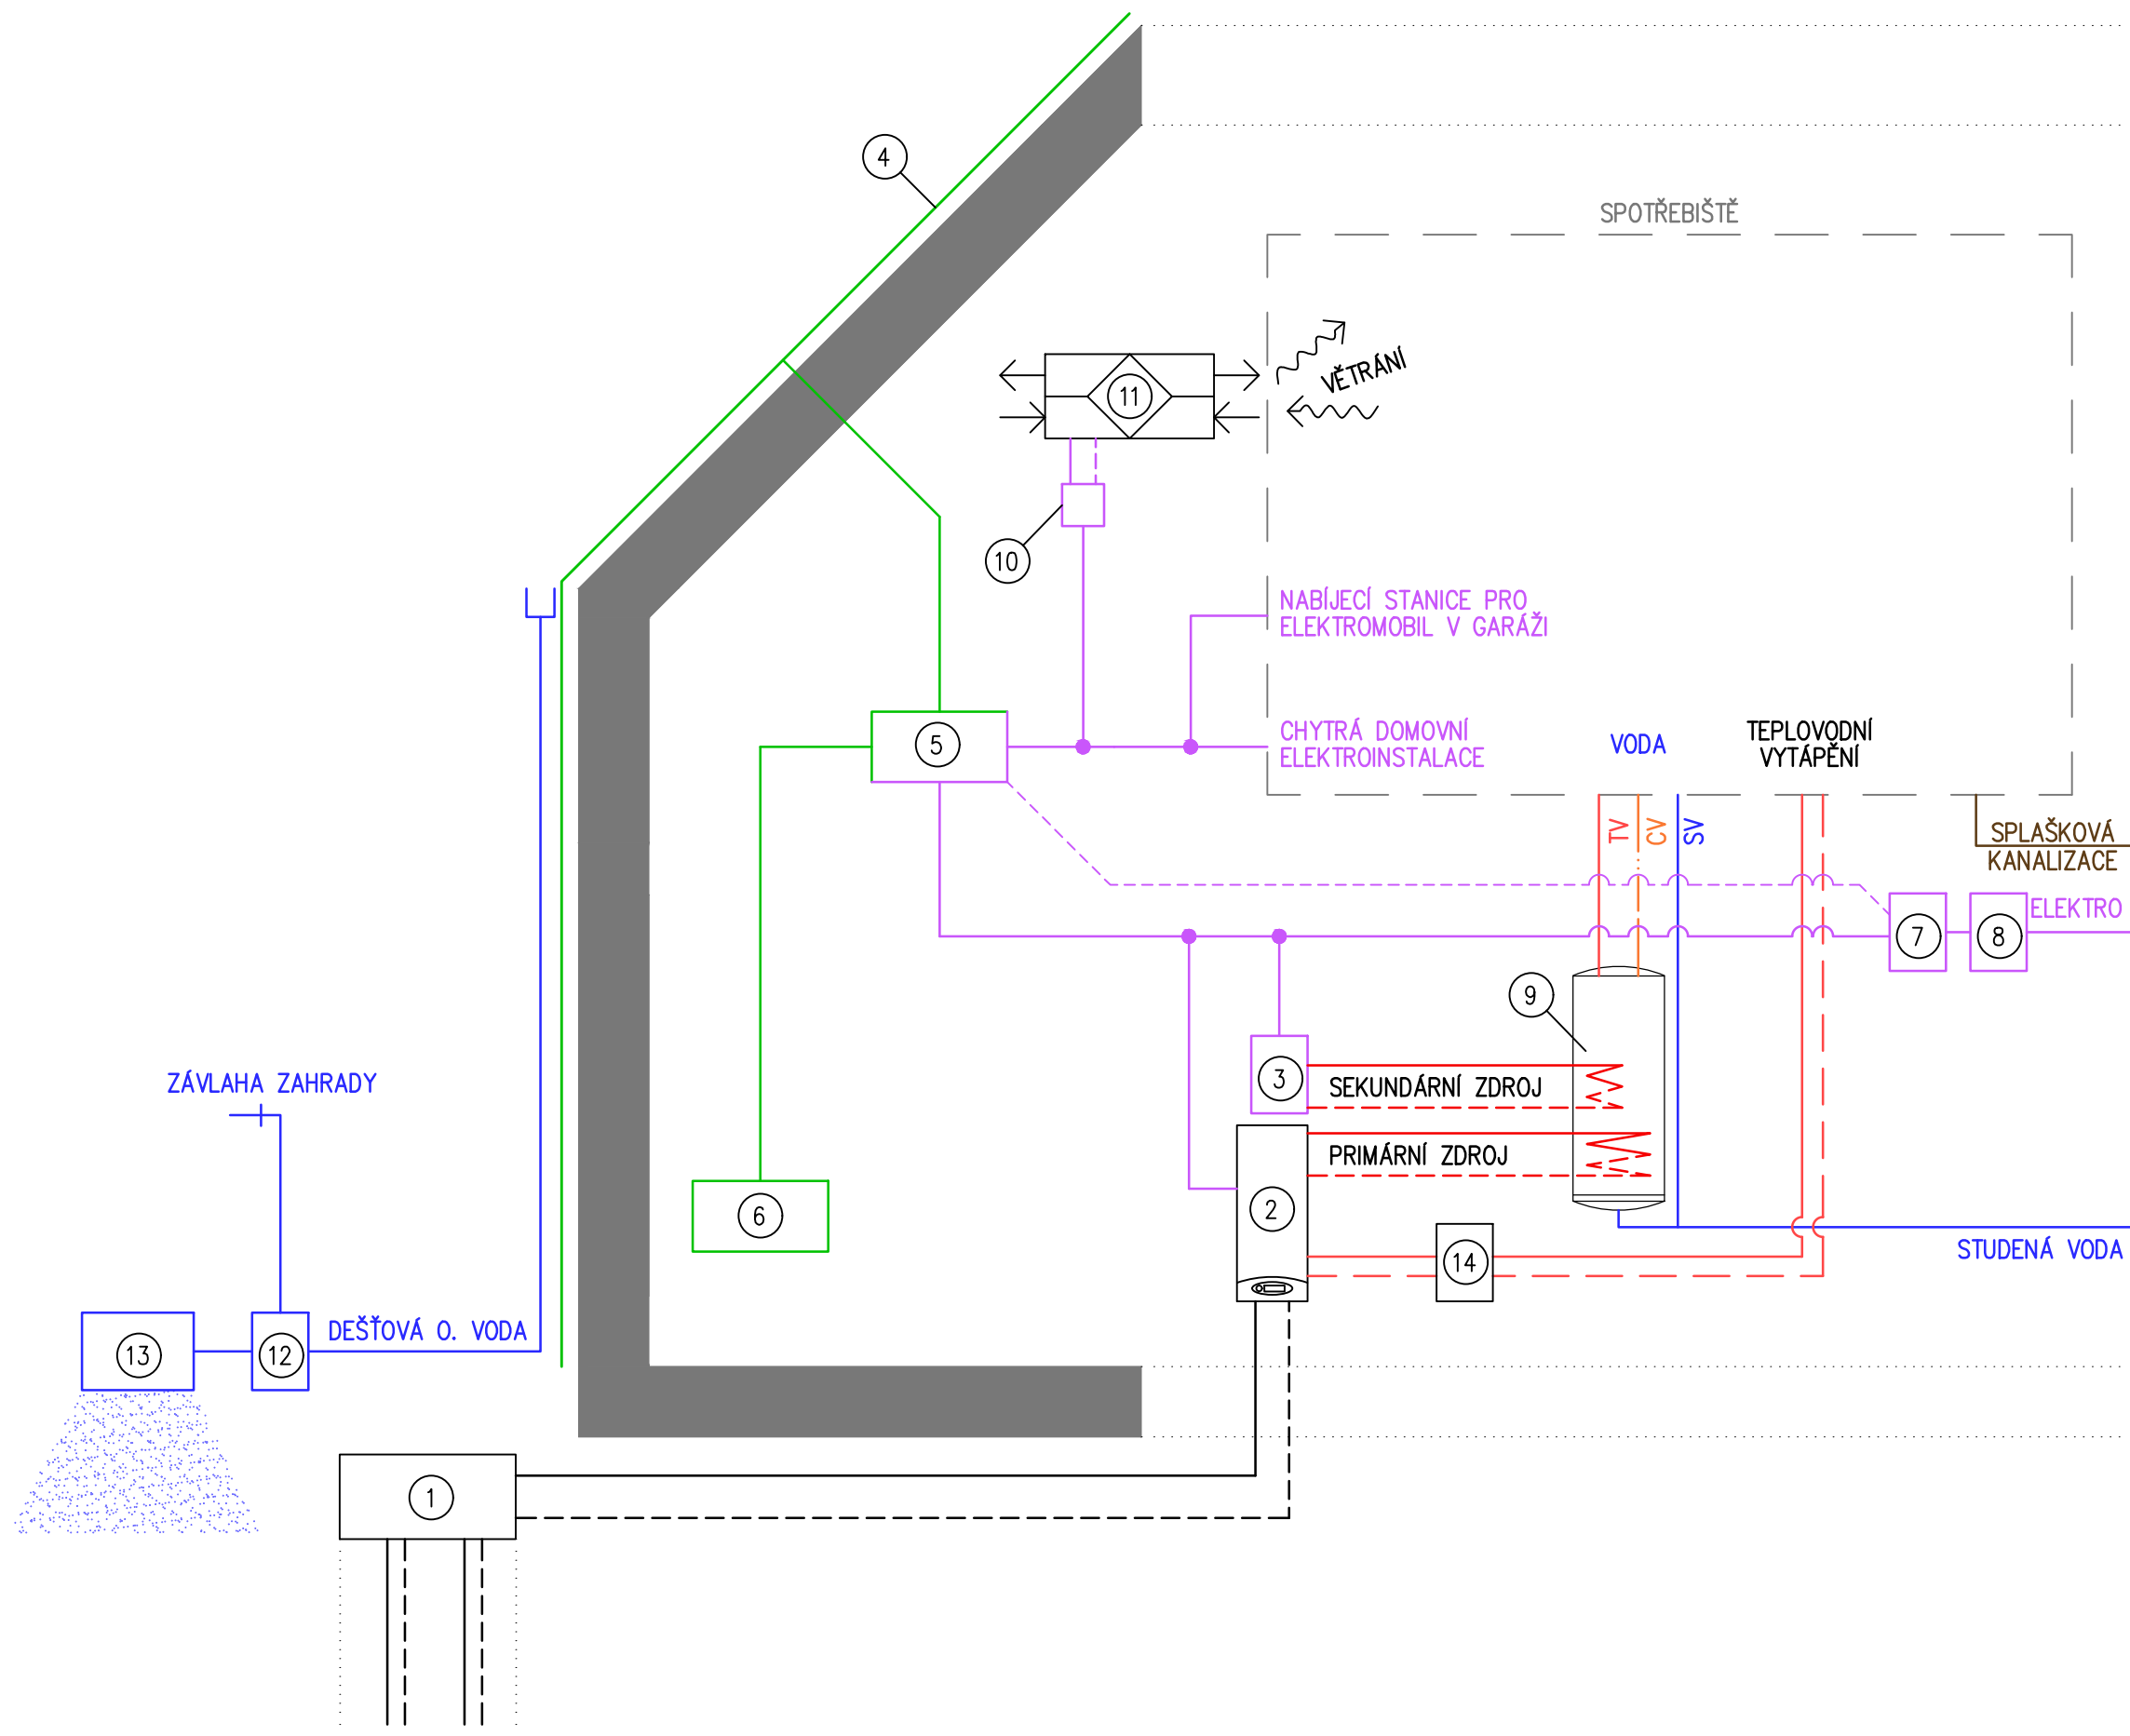 4
SPOTŘEBIŠTĚ
11
VĚTRÁNÍ
10
NABÍJECÍ STANICE PRO
ELEKTROMOBIL V GARÁŽI
5
CHYTRÁ DOMOVNÍ
ELEKTROINSTALACE
VODA
TEPLOVODNÍ
VYTÁPĚNÍ
TV
CV
SV
SPLAŠKOVÁ
KANALIZACE
ELEKTRO
7
8
9
3
SEKUNDÁRNÍ ZDROJ
PRIMÁRNÍ ZDROJ
2
6
14
STUDENÁ VODA
ZÁVLAHA ZAHRADY
DEŠŤOVÁ O. VODA
13
12
1